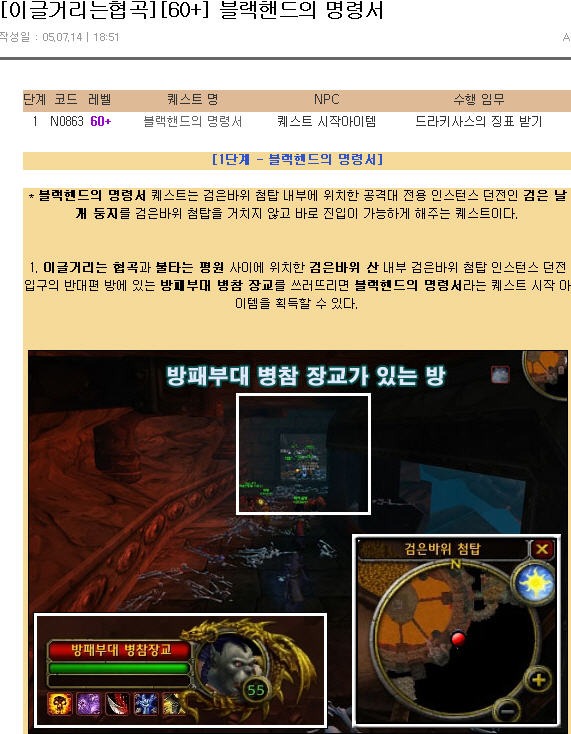 [이글거리는협곡][60+] 블랙핸드의 명령서
작성일 : 05.07.14 | 18:51
A
단계 코드 레벨 퀘스트 명 NPC 수행 임무
1 N0863 60+ 블랙핸드의 명령서 퀘스트 시작아이템 드라키사스의 징표 받기
[1단계 - 블랙핸드의 명령서]
* 블랙핸드의 명령서 퀘스트는 검은바위 첨탑 내부에 위치한 공격대 전용 인스턴스 던전인 검은 날
개 둥지를 검은바위 첨탑을 거치지 않고 바로 진입이 가능하게 해주는 퀘스트이다.
1. 이글거리는 협곡과 불타는 평원 사이에 위치한 검은바위 산 내부 검은바위 첨탑 인스턴스 던전
입구의 반대편 방에 있는 방패부대 병참 장교를 쓰러뜨리면 블랙핸드의 명령서라는 퀘스트 시작 아
이템을 획득할 수 있다.
방패부대 병참 장교가 있는 방
검은바위 첨탑
N
방패부대 병참장교
55